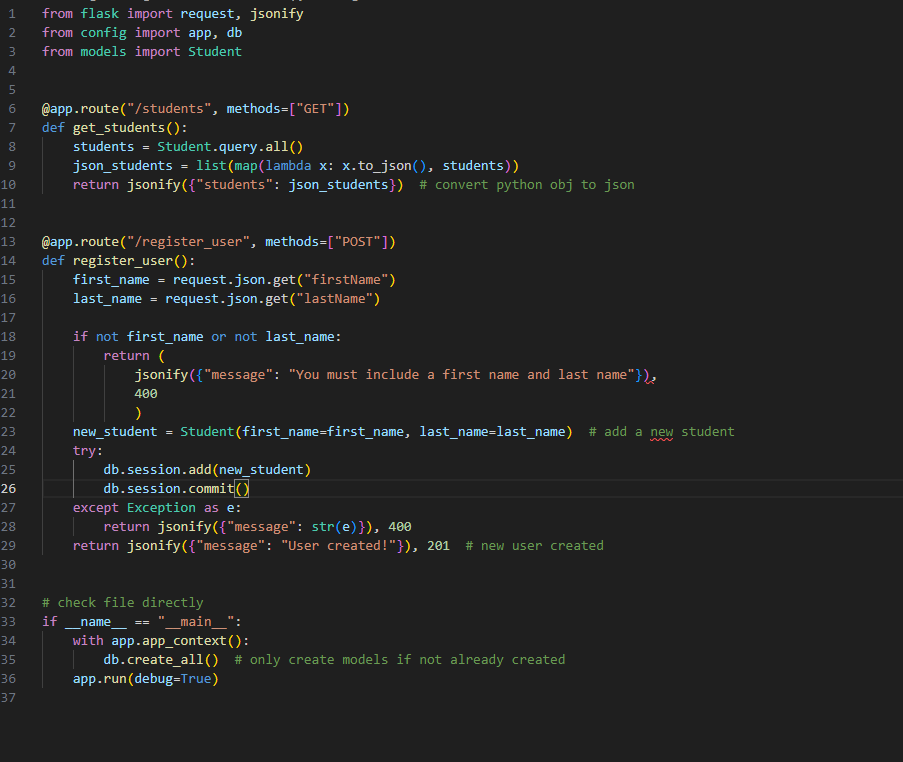 1 from flask import request, jsonify
2 from config import app, db
3 from models import Student
4
5
6 @app.route("/students", methods=["GET"])
7 def get_students():
8     students = Student.query.all()
9     json_students = list(map(lambda x: x.to_json(), students))
10     return jsonify({"students": json_students})  # convert python obj to json
11
12
13 @app.route("/register_user", methods=["POST"])
14 def register_user():
15     first_name = request.json.get("firstName")
16     last_name = request.json.get("lastName")
17
18     if not first_name or not last_name:
19         return (
20             jsonify({"message": "You must include a first name and last name"}),
21             400
22             )
23     new_student = Student(first_name=first_name, last_name=last_name)  # add a new student
24     try:
25         db.session.add(new_student)
26         db.session.commit()
27     except Exception as e:
28         return jsonify({"message": str(e)}), 400
29     return jsonify({"message": "User created!"}), 201  # new user created
30
31
32 # check file directly
33 if __name__ == "__main__":
34     with app.app_context():
35         db.create_all()  # only create models if not already created
36     app.run(debug=True)
37